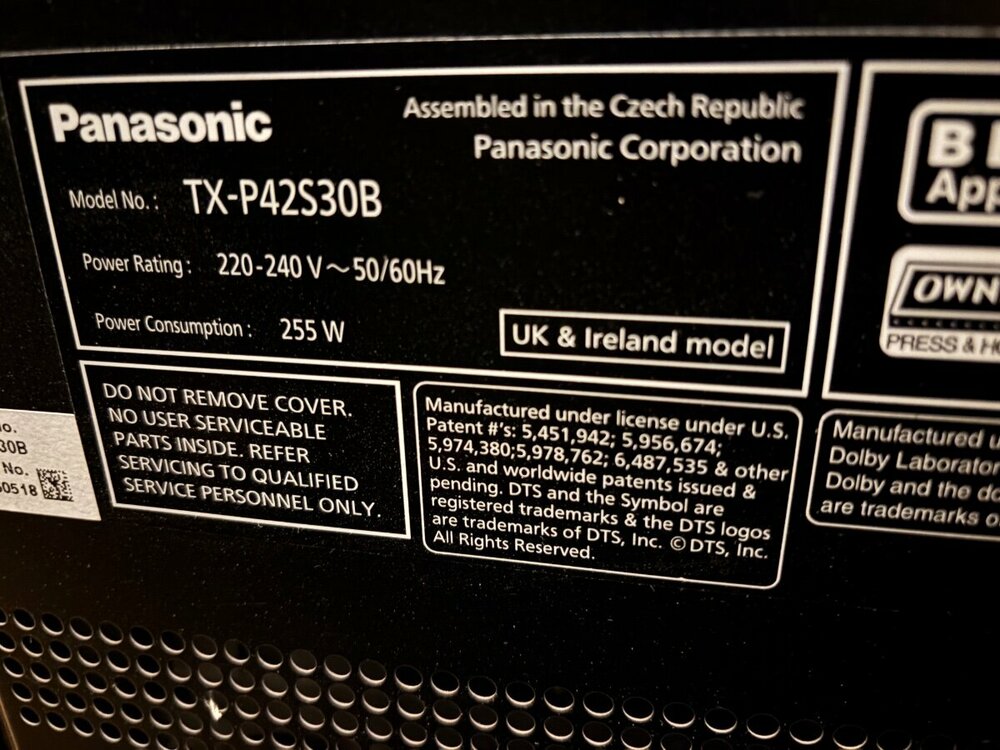 Panasonic
Assembled in the Czech Republic
Panasonic Corporation
Model No.: TX-P42S30B
Power Rating: 220-240 V~50/60Hz
Power Consumption: 255 W
UK & Ireland model
DO NOT REMOVE COVER.
NO USER SERVICEABLE
PARTS INSIDE. REFER
SERVICING TO QUALIFIED
SERVICE PERSONNEL ONLY.
Manufactured under license under U.S.
Patent #'s: 5,451,942; 5,956,674;
5,974,380;5,978,762; 6,487,535 & other
U.S. and worldwide patents issued &
pending. DTS and the Symbol are
registered trademarks & the DTS logos
are trademarks of DTS, Inc. © DTS, Inc.
All Rights Reserved.
B
App
OWN
PRESS & HO
Manufactured u
Dolby Laborator
Dolby and the do
are trademarks o
o.
30B
No.
0518